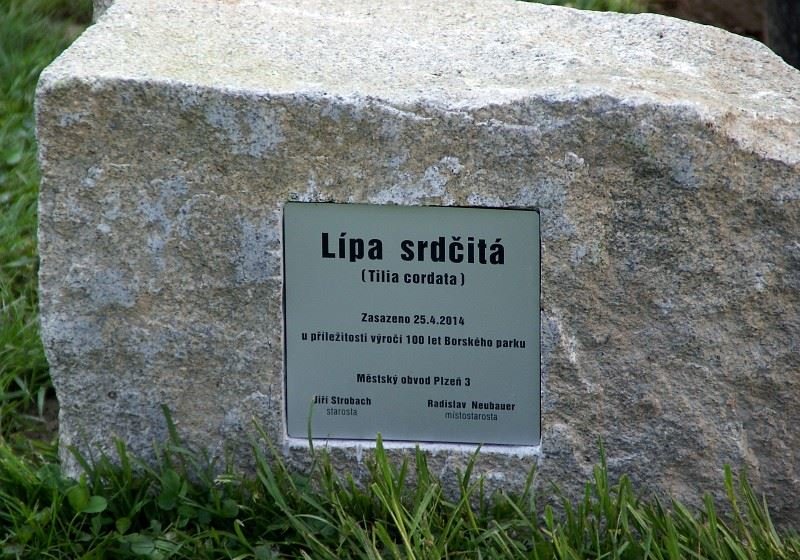 Lípa srdčitá
(Tilia cordata)
Zasazeno 25.4.2014
u příležitosti výročí 100 let Borského parku
Městský obvod Plzeň 3
Jiří Strobach Radislav Neubauer
starosta místostarosta